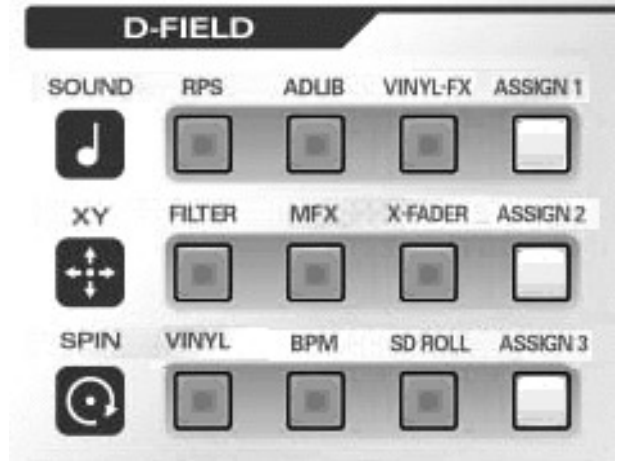 D-FIELD
SOUND RPS ADLIB VINYL-FX ASSIGN 1
XY FILTER MFX X-FADER ASSIGN 2
SPIN VINYL BPM SD ROLL ASSIGN 3